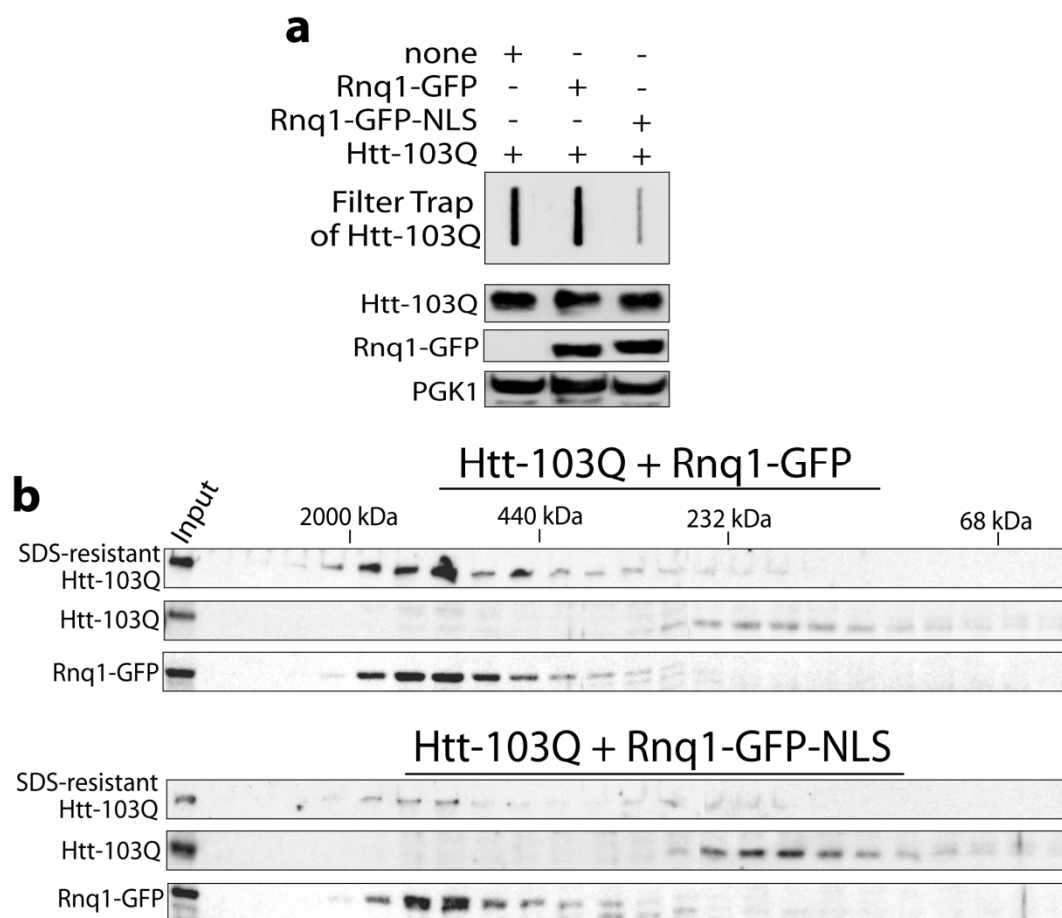 a
none + - -
Rnq1-GFP - + -
Rnq1-GFP-NLS - - +
Htt-103Q + + +
Filter Trap
of Htt-103Q
Htt-103Q
Rnq1-GFP
PGK1
b
Htt-103Q + Rnq1-GFP
Input 2000 kDa 440 kDa 232 kDa 68 kDa
SDS-resistant
Htt-103Q
Htt-103Q
Rnq1-GFP
Htt-103Q + Rnq1-GFP-NLS
SDS-resistant
Htt-103Q
Htt-103Q
Rnq1-GFP